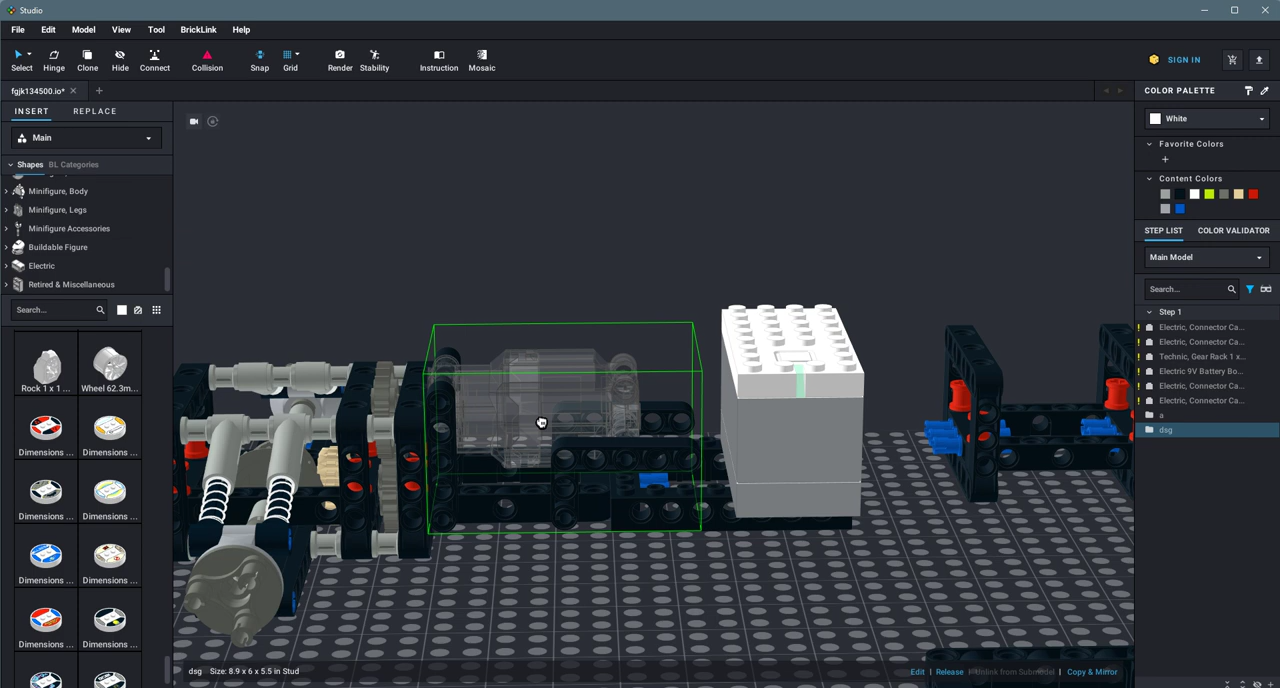 Studio
File Edit Model View Tool BrickLink Help
Select Hinge Clone Hide Connect Collision Snap Grid Render Stability Instruction Mosaic
SIGN IN
fgjk134500.io*
INSERT REPLACE
Main
Shapes BL Categories
Minifigure, Body
Minifigure, Legs
Minifigure Accessories
Buildable Figure
Electric
Retired & Miscellaneous
Search...
Rock 1 x 1 ... Wheel 62.3m...
Dimensions ... Dimensions ...
Dimensions ... Dimensions ...
Dimensions ... Dimensions ...
Dimensions ... Dimensions ...
dsg Size: 8.9 x 6 x 5.5 in Stud
Edit | Release | Unlink from Submodel | Copy & Mirror
COLOR PALETTE
White
Favorite Colors
Content Colors
STEP LIST COLOR VALIDATOR
Main Model
Search...
Step 1
Electric, Connector Ca...
Electric, Connector Ca...
Technic, Gear Rack 1 x...
Electric 9V Battery Bo...
Electric, Connector Ca...
Electric, Connector Ca...
a
dsg